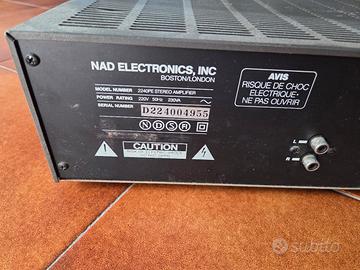 NAD ELECTRONICS, INC
BOSTON/LONDON
MODEL NUMBER 2240PE STEREO AMPLIFIER
POWER RATING 220V 50Hz 230VA
SERIAL NUMBER D224004955
N D S R
CAUTION
AVIS
RISQUE DE CHOC
ELECTRIQUE-
NE PAS OUVRIR
L
R
subito